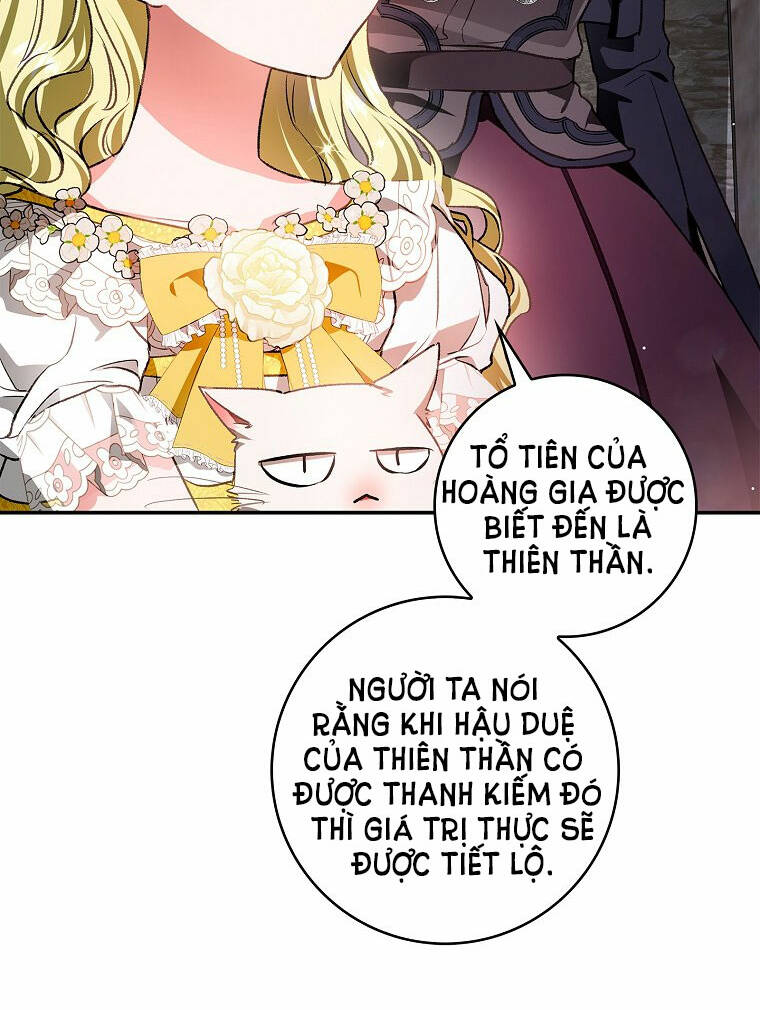 TỔ TIÊN CỦA
HOÀNG GIA ĐƯỢC
BIẾT ĐẾN LÀ
THIÊN THẦN.
NGƯỜI TA NÓI
RẰNG KHI HẬU DUỆ
CỦA THIÊN THẦN CÓ
ĐƯỢC THANH KIẾM ĐÓ
THÌ GIÁ TRỊ THỰC SẼ
ĐƯỢC TIẾT LỘ.